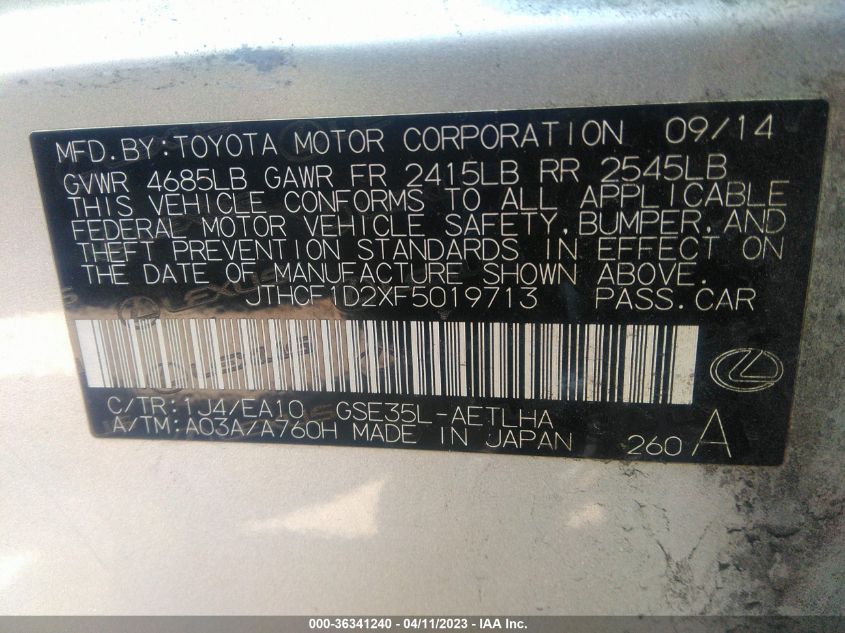 MFD.BY:TOYOTA MOTOR CORPORATION 09/14
GVWR 4685LB GAWR FR 2415LB RR 2545LB
THIS VEHICLE CONFORMS TO ALL APPLICABLE
FEDERAL MOTOR VEHICLE SAFETY,BUMPER,AND
THEFT PREVENTION STANDARDS IN EFFECT ON
THE DATE OF MANUFACTURE SHOWN ABOVE.
JTHCF1D2XF5019713 PASS.CAR
C/TR:1J4/EA10 GSE35L-AETLHA
A/TM:A03A/A760H MADE IN JAPAN 260 A
000-36341240 - 04/11/2023 - IAA Inc.